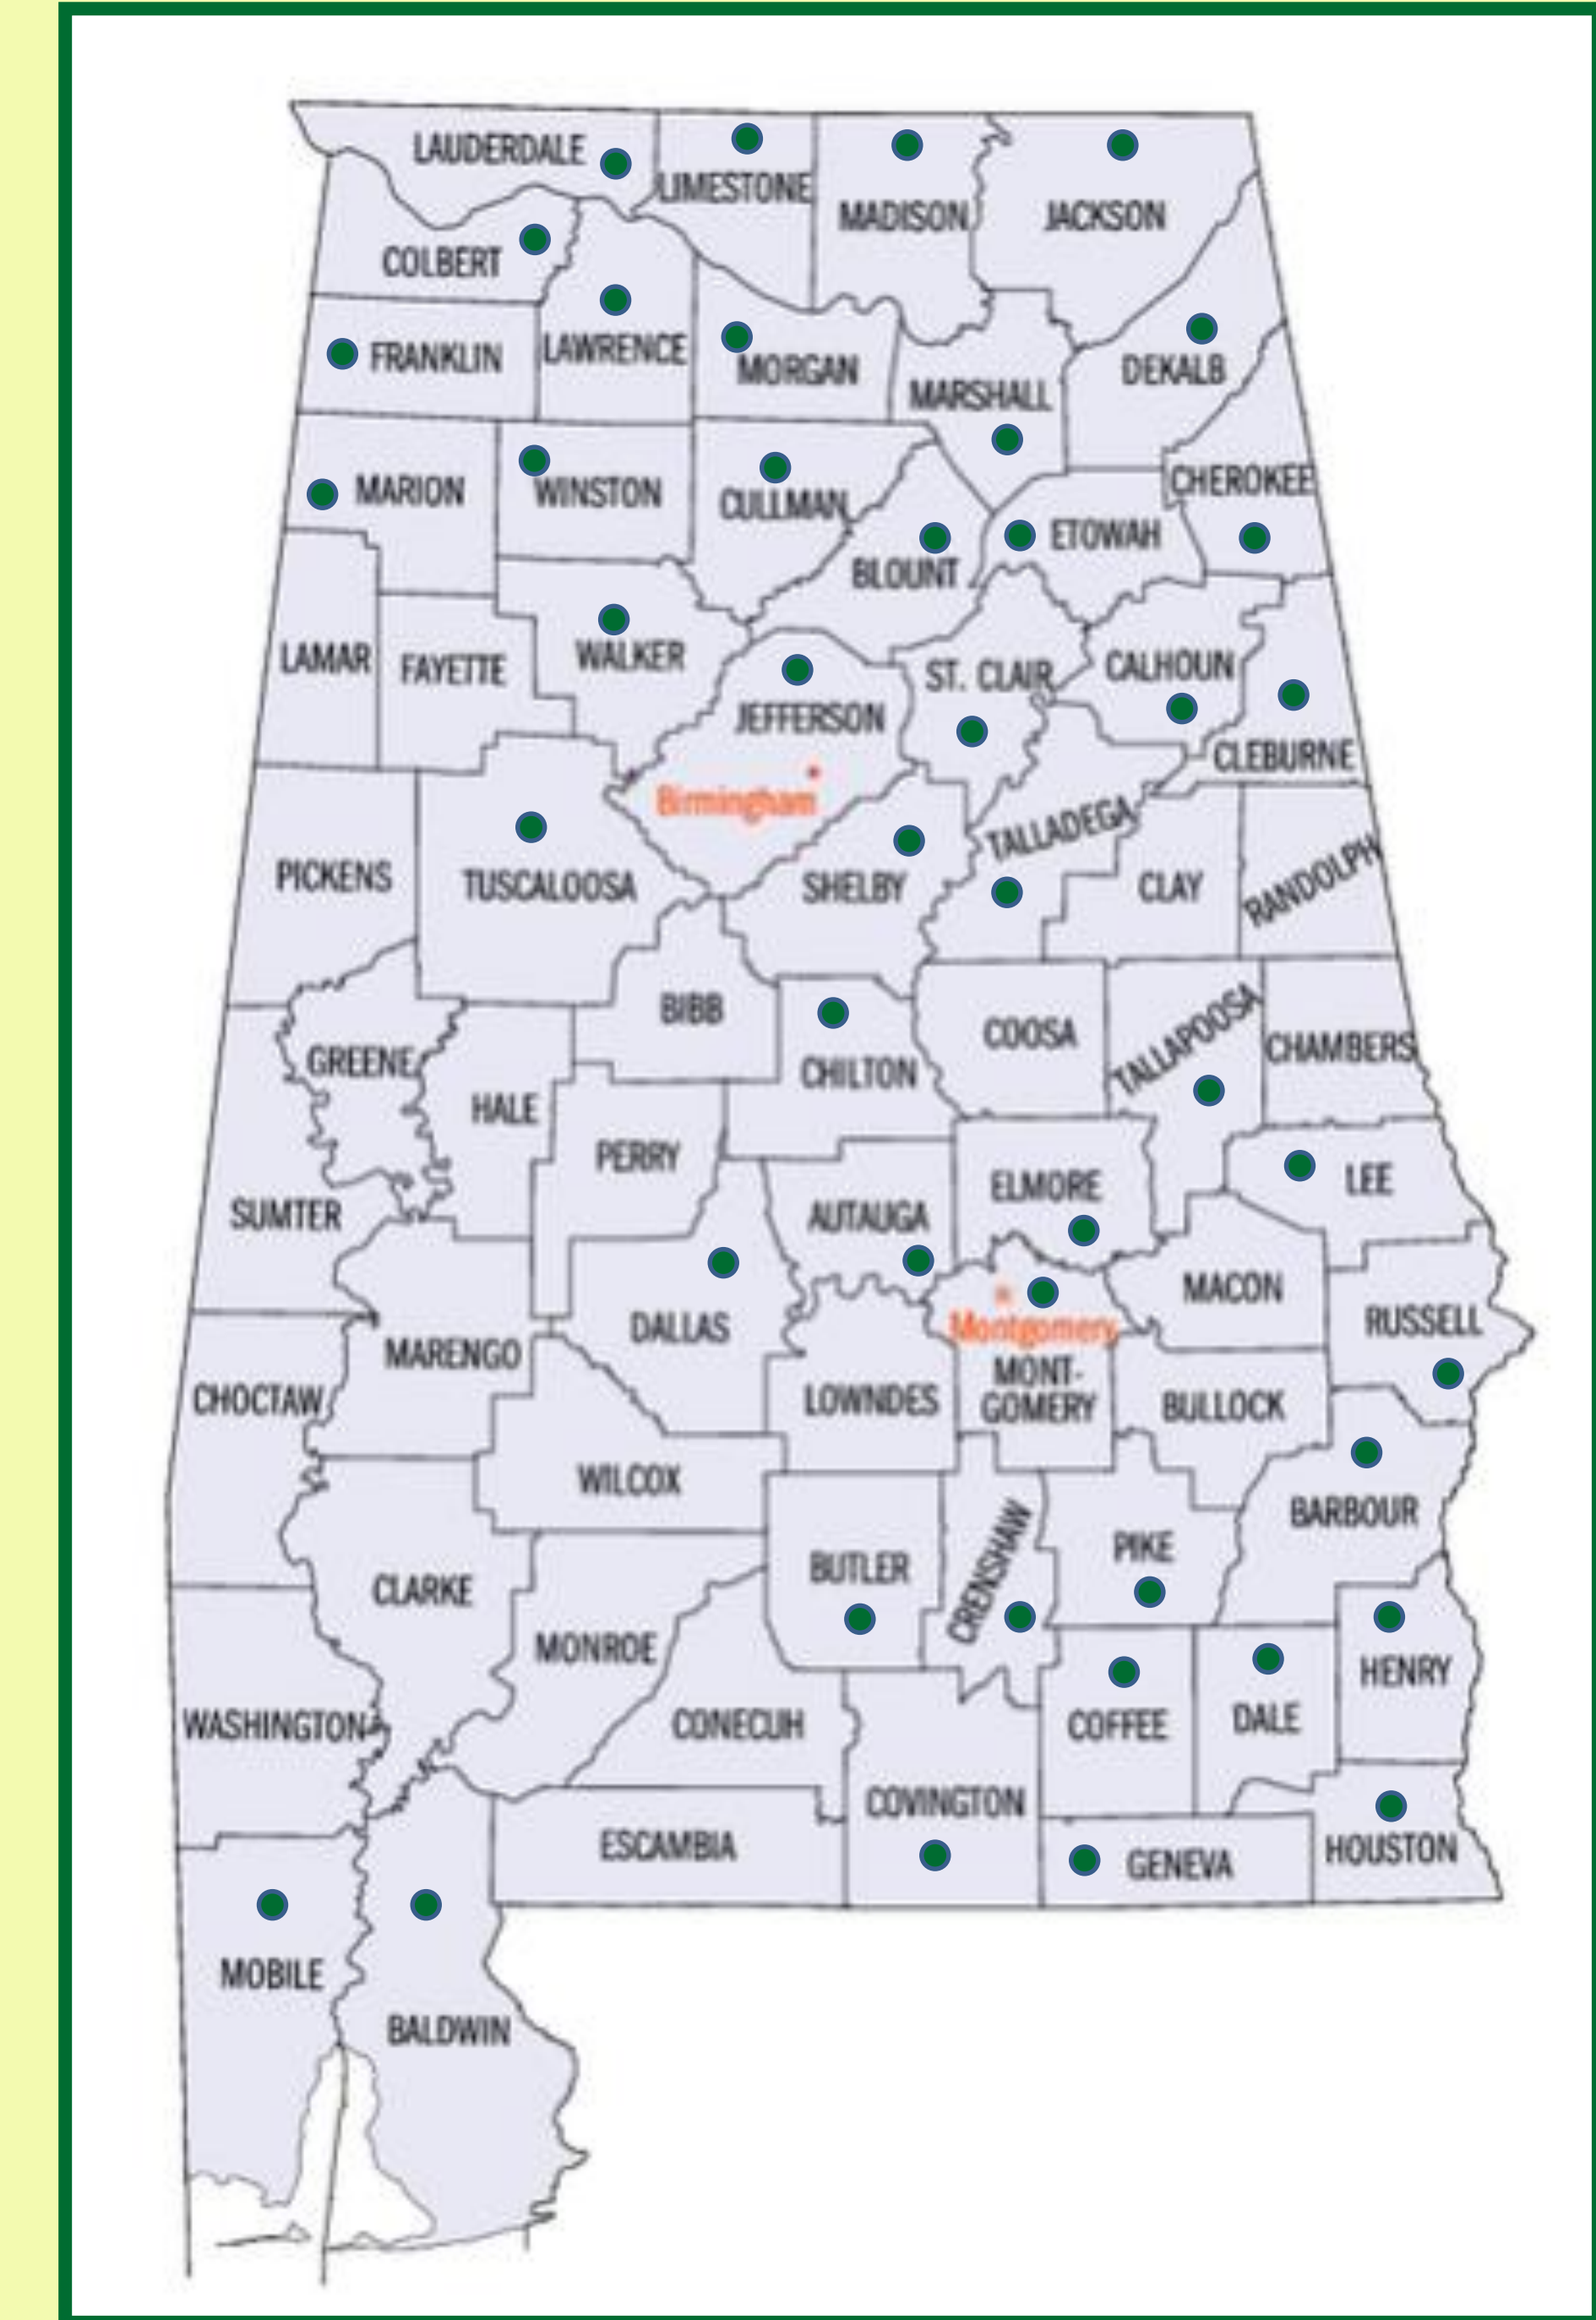 LAUDERDALE
LIMESTONE
MADISON
JACKSON
COLBERT
FRANKLIN
LAWRENCE
MORGAN
MARSHALL
DEKALB
MARION
WINSTON
CULLMAN
CHEROKEE
ETOWAH
BLOUNT
LAMAR
FAYETTE
WALKER
ST. CLAIR
CALHOUN
JEFFERSON
CLEBURNE
Birmingham
TALLADEGA
PICKENS
TUSCALOOSA
SHELBY
CLAY
RANDOLPH
BIBB
COOSA
TALLAPOOSA
CHAMBERS
GREENE
CHILTON
HALE
PERRY
ELMORE
LEE
SUMTER
AUTAUGA
MACON
DALLAS
Montgomery
RUSSELL
MARENGO
CHOCTAW
LOWNDES
MONT-
GOMERY
BULLOCK
WILCOX
BARBOUR
CLARKE
BUTLER
CRENSHAW
PIKE
MONROE
HENRY
WASHINGTON
CONECUH
COFFEE
DALE
COVINGTON
ESCAMBIA
GENEVA
HOUSTON
MOBILE
BALDWIN